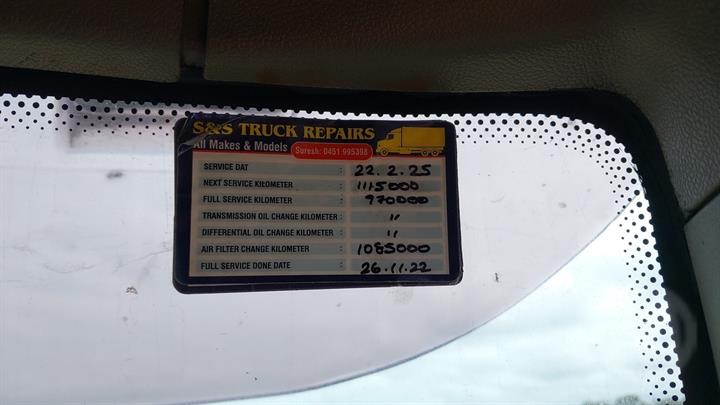 S&S TRUCK REPAIRS
All Makes & Models Suresh: 0451 995398
SERVICE DAT : 22.2.25
NEXT SERVICE KILOMETER : 1115000
FULL SERVICE KILOMETER : 970000
TRANSMISSION OIL CHANGE KILOMETER : "
DIFFERENTIAL OIL CHANGE KILOMETER : "
AIR FILTER CHANGE KILOMETER : 1085000
FULL SERVICE DONE DATE : 26.11.22